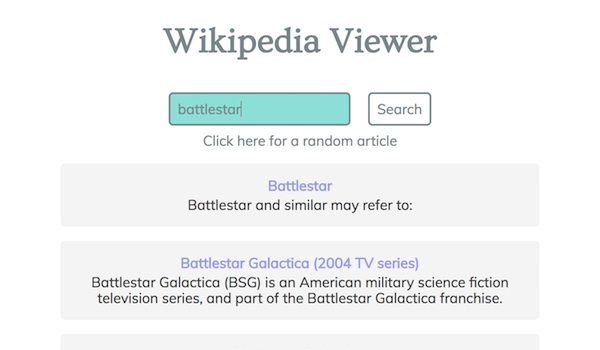 Wikipedia Viewer
battlestar
Search
Click here for a random article
Battlestar
Battlestar and similar may refer to:
Battlestar Galactica (2004 TV series)
Battlestar Galactica (BSG) is an American military science fiction
television series, and part of the Battlestar Galactica franchise.